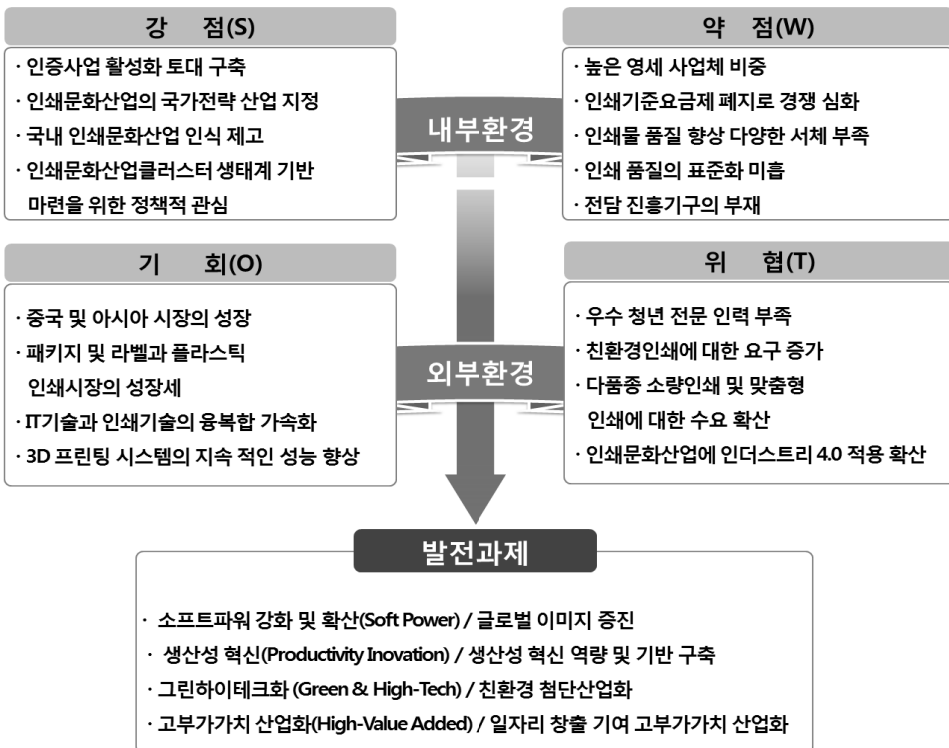 강 점(S)
· 인증사업 활성화 토대 구축
· 인쇄문화산업의 국가전략 산업 지정
· 국내 인쇄문화산업 인식 제고
· 인쇄문화산업클러스터 생태계 기반
마련을 위한 정책적 관심
약 점(W)
· 높은 영세 사업체 비중
· 인쇄기준요금제 폐지로 경쟁 심화
· 인쇄물 품질 향상 다양한 서체 부족
· 인쇄 품질의 표준화 미흡
· 전담 진흥기구의 부재
내부환경
기 회(O)
· 중국 및 아시아 시장의 성장
· 패키지 및 라벨과 플라스틱
인쇄시장의 성장세
· IT기술과 인쇄기술의 융복합 가속화
· 3D 프린팅 시스템의 지속 적인 성능 향상
위 협(T)
· 우수 청년 전문 인력 부족
· 친환경인쇄에 대한 요구 증가
· 다품종 소량인쇄 및 맞춤형
인쇄에 대한 수요 확산
· 인쇄문화산업에 인더스트리 4.0 적용 확산
외부환경
발전과제
· 소프트파워 강화 및 확산(Soft Power) / 글로벌 이미지 증진
· 생산성 혁신(Productivity Inovation) / 생산성 혁신 역량 및 기반 구축
· 그린하이테크화 (Green & High-Tech) / 친환경 첨단산업화
· 고부가가치 산업화(High-Value Added) / 일자리 창출 기여 고부가가치 산업화